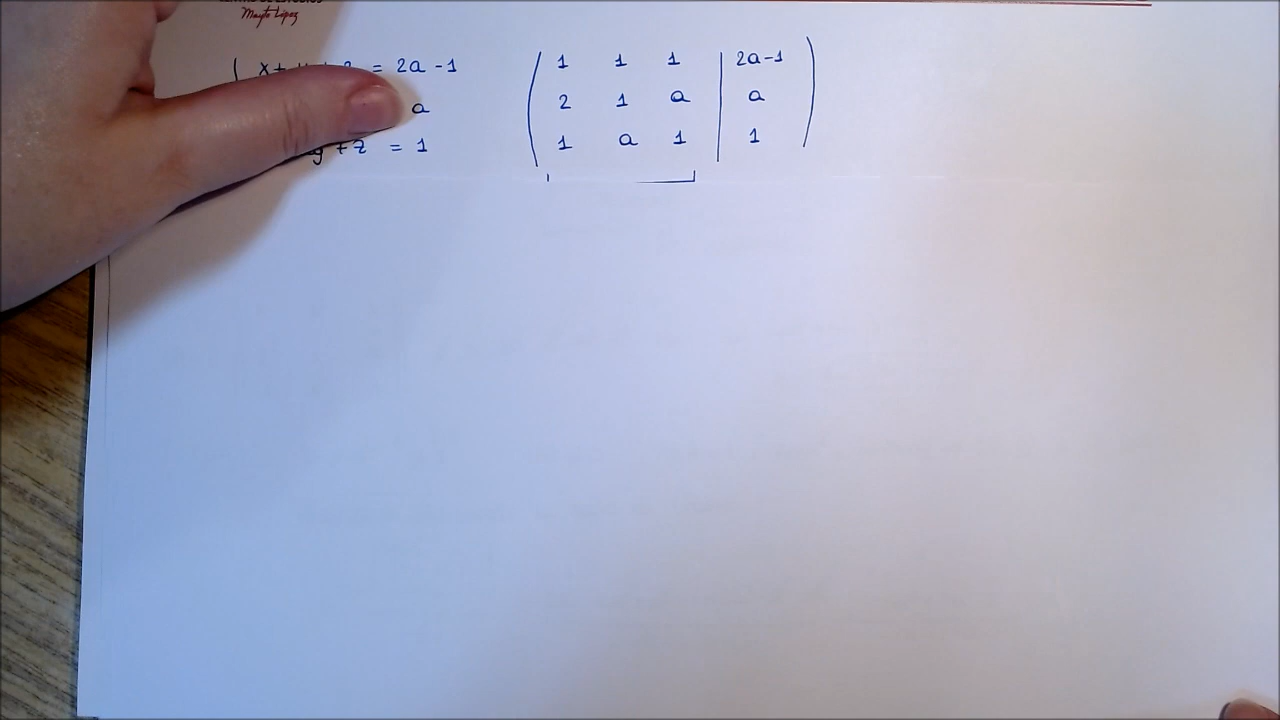 Mayte López
x + y + z = 2a - 1
a
y + z = 1
1 1 1 | 2a-1
2 1 a | a
1 a 1 | 1